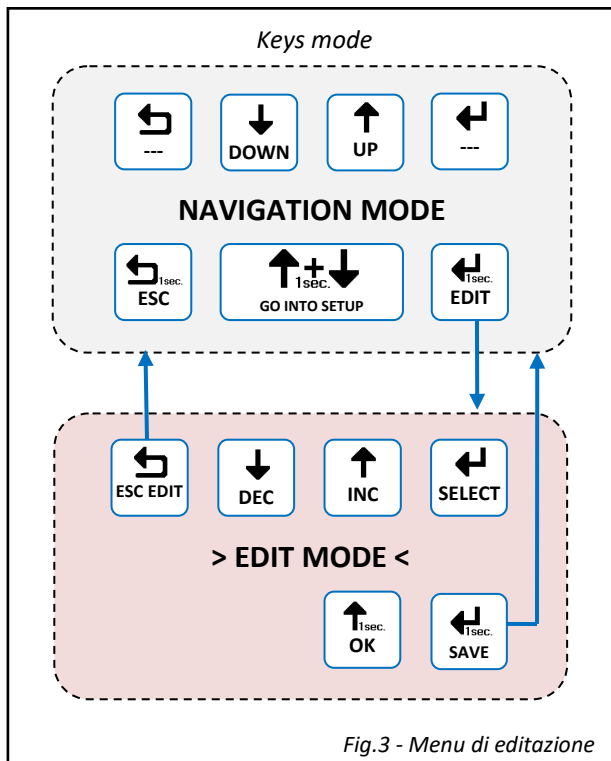 Keys mode
---
DOWN
UP
---
NAVIGATION MODE
1sec.
ESC
+
1sec.
GO INTO SETUP
1sec.
EDIT
ESC EDIT
DEC
INC
SELECT
> EDIT MODE <
1sec.
OK
1sec.
SAVE
Fig.3 - Menu di editazione